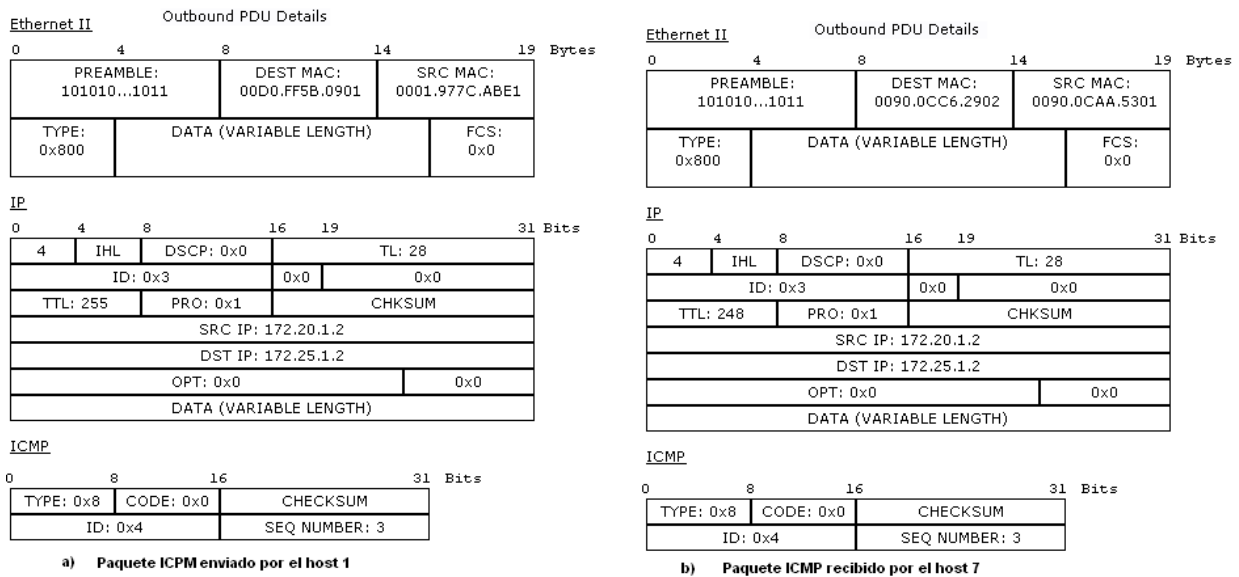 Outbound PDU Details
Ethernet II
0 4 8 14 19 Bytes
PREAMBLE: DEST MAC: SRC MAC:
101010...1011 00D0.FF5B.0901 0001.977C.ABE1
TYPE: DATA (VARIABLE LENGTH) FCS:
0x800 0x0
IP
0 4 8 16 19 31 Bits
4 IHL DSCP: 0x0 TL: 28
ID: 0x3 0x0 0x0
TTL: 255 PRO: 0x1 CHKSUM
SRC IP: 172.20.1.2
DST IP: 172.25.1.2
OPT: 0x0 0x0
DATA (VARIABLE LENGTH)
ICMP
0 8 16 31 Bits
TYPE: 0x8 CODE: 0x0 CHECKSUM
ID: 0x4 SEQ NUMBER: 3
a) Paquete ICPM enviado por el host 1
Outbound PDU Details
Ethernet II
0 4 8 14 19 Bytes
PREAMBLE: DEST MAC: SRC MAC:
101010...1011 0090.0CC6.2902 0090.0CAA.5301
TYPE: DATA (VARIABLE LENGTH) FCS:
0x800 0x0
IP
0 4 8 16 19 31 Bits
4 IHL DSCP: 0x0 TL: 28
ID: 0x3 0x0 0x0
TTL: 248 PRO: 0x1 CHKSUM
SRC IP: 172.20.1.2
DST IP: 172.25.1.2
OPT: 0x0 0x0
DATA (VARIABLE LENGTH)
ICMP
0 8 16 31 Bits
TYPE: 0x8 CODE: 0x0 CHECKSUM
ID: 0x4 SEQ NUMBER: 3
b) Paquete ICMP recibido por el host 7